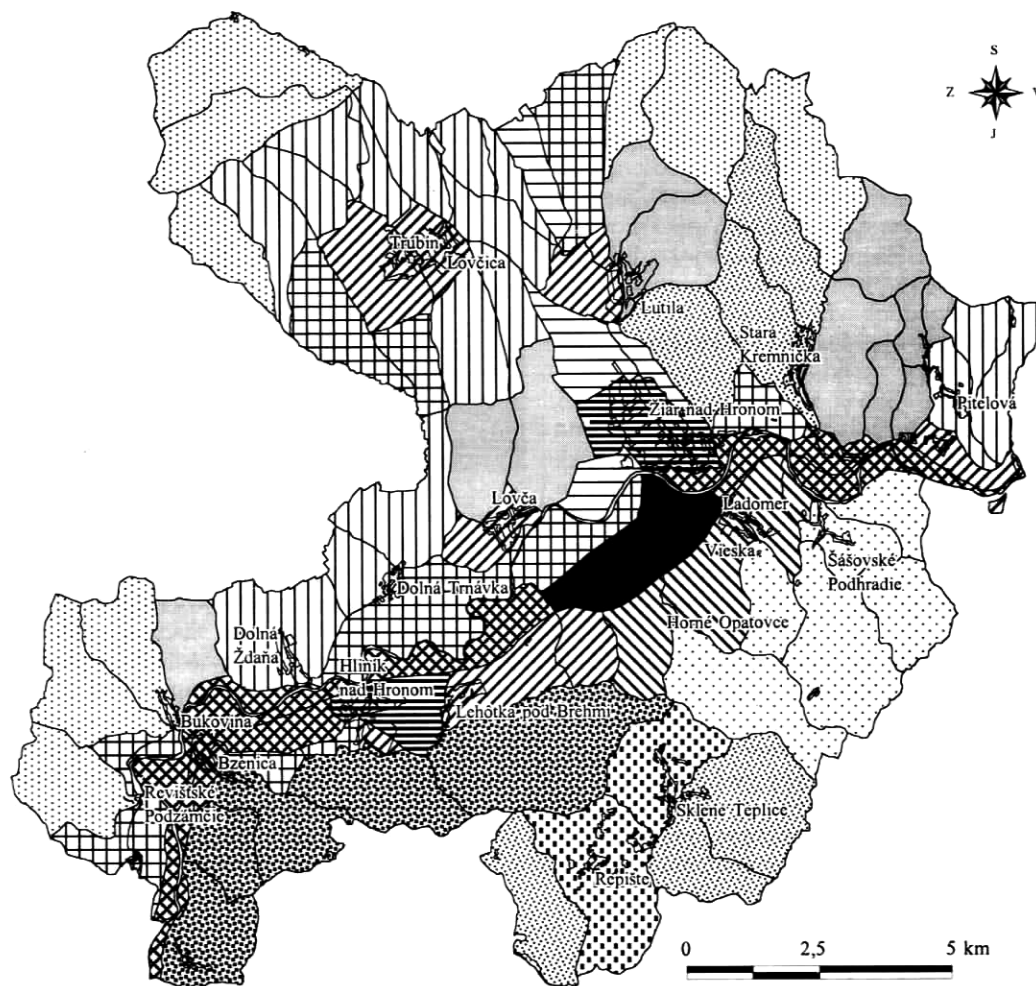 S
Z
V
J
Trubín
Lovčica
Lutila
Stará
Kremnička
Žiar nad Hronom
Pitelová
Lovča
Ladomer
Vieska
Šášovské
Podhradie
Dolná Trnávka
Horné Opatovce
Dolná
Ždaňa
Hliník
nad Hronom
Lehôtka pod Brehmi
Bukovina
Bzenica
Revištské
Podzámčie
Sklené Teplice
Repište
0 2,5 5 km